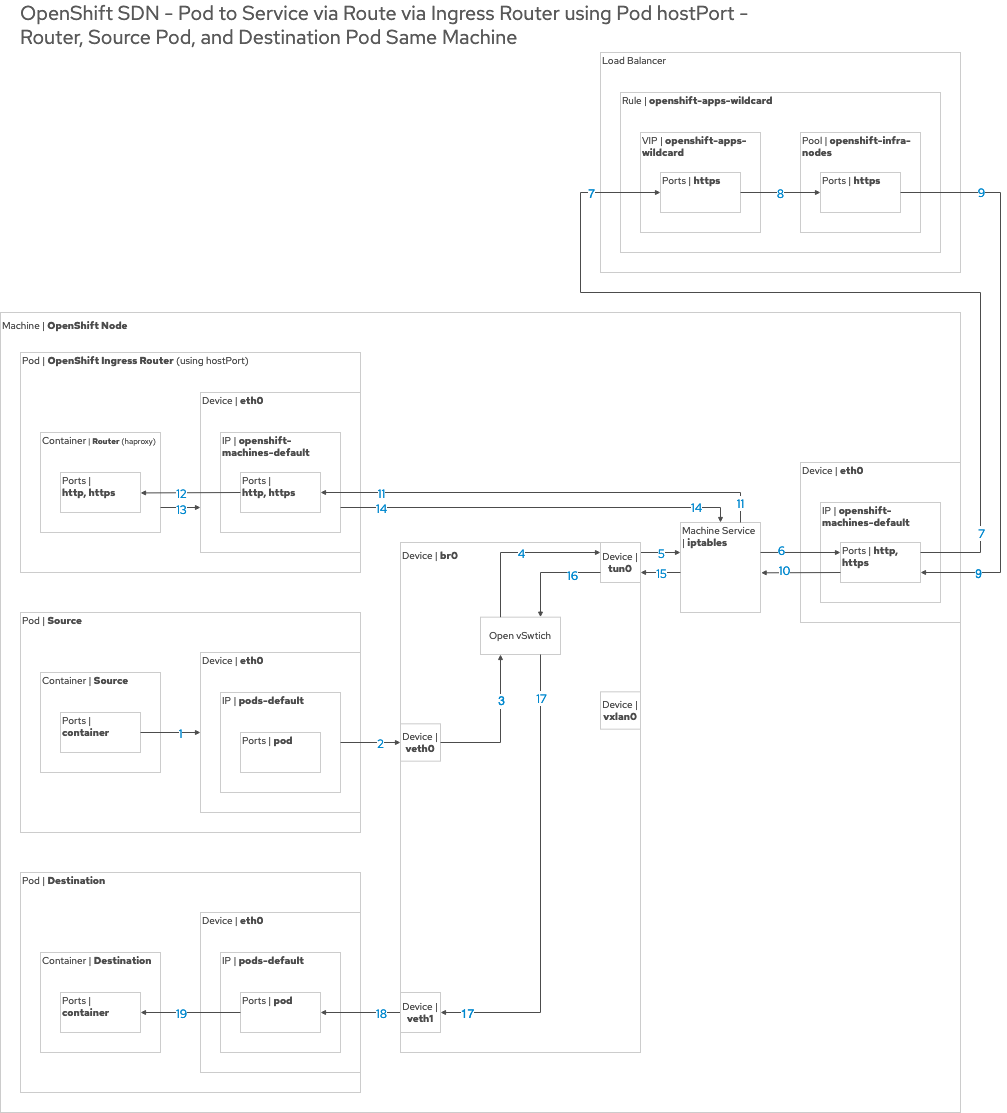 OpenShift SDN - Pod to Service via Route via Ingress Router using Pod hostPort -
Router, Source Pod, and Destination Pod Same Machine
Load Balancer
Rule | openshift-apps-wildcard
VIP | openshift-apps-
wildcard
Pool | openshift-infra-
nodes
Ports | https
Ports | https
7
8
9
Machine | OpenShift Node
Pod | OpenShift Ingress Router (using hostPort)
Device | eth0
Container | Router (haproxy)
IP | openshift-
machines-default
Ports |
http, https
Ports |
http, https
12
13
11
14
14
11
Device | eth0
IP | openshift-
machines-default
Ports | http,
https
7
9
Machine Service
| iptables
6
10
5
15
Device | br0
Device |
tun0
4
16
Open vSwtich
3
17
Device |
vxlan0
Pod | Source
Device | eth0
Container | Source
IP | pods-default
Ports |
container
Ports | pod
1
2
Device |
veth0
Pod | Destination
Device | eth0
Container | Destination
IP | pods-default
Ports |
container
Ports | pod
19
18
Device |
veth1
17